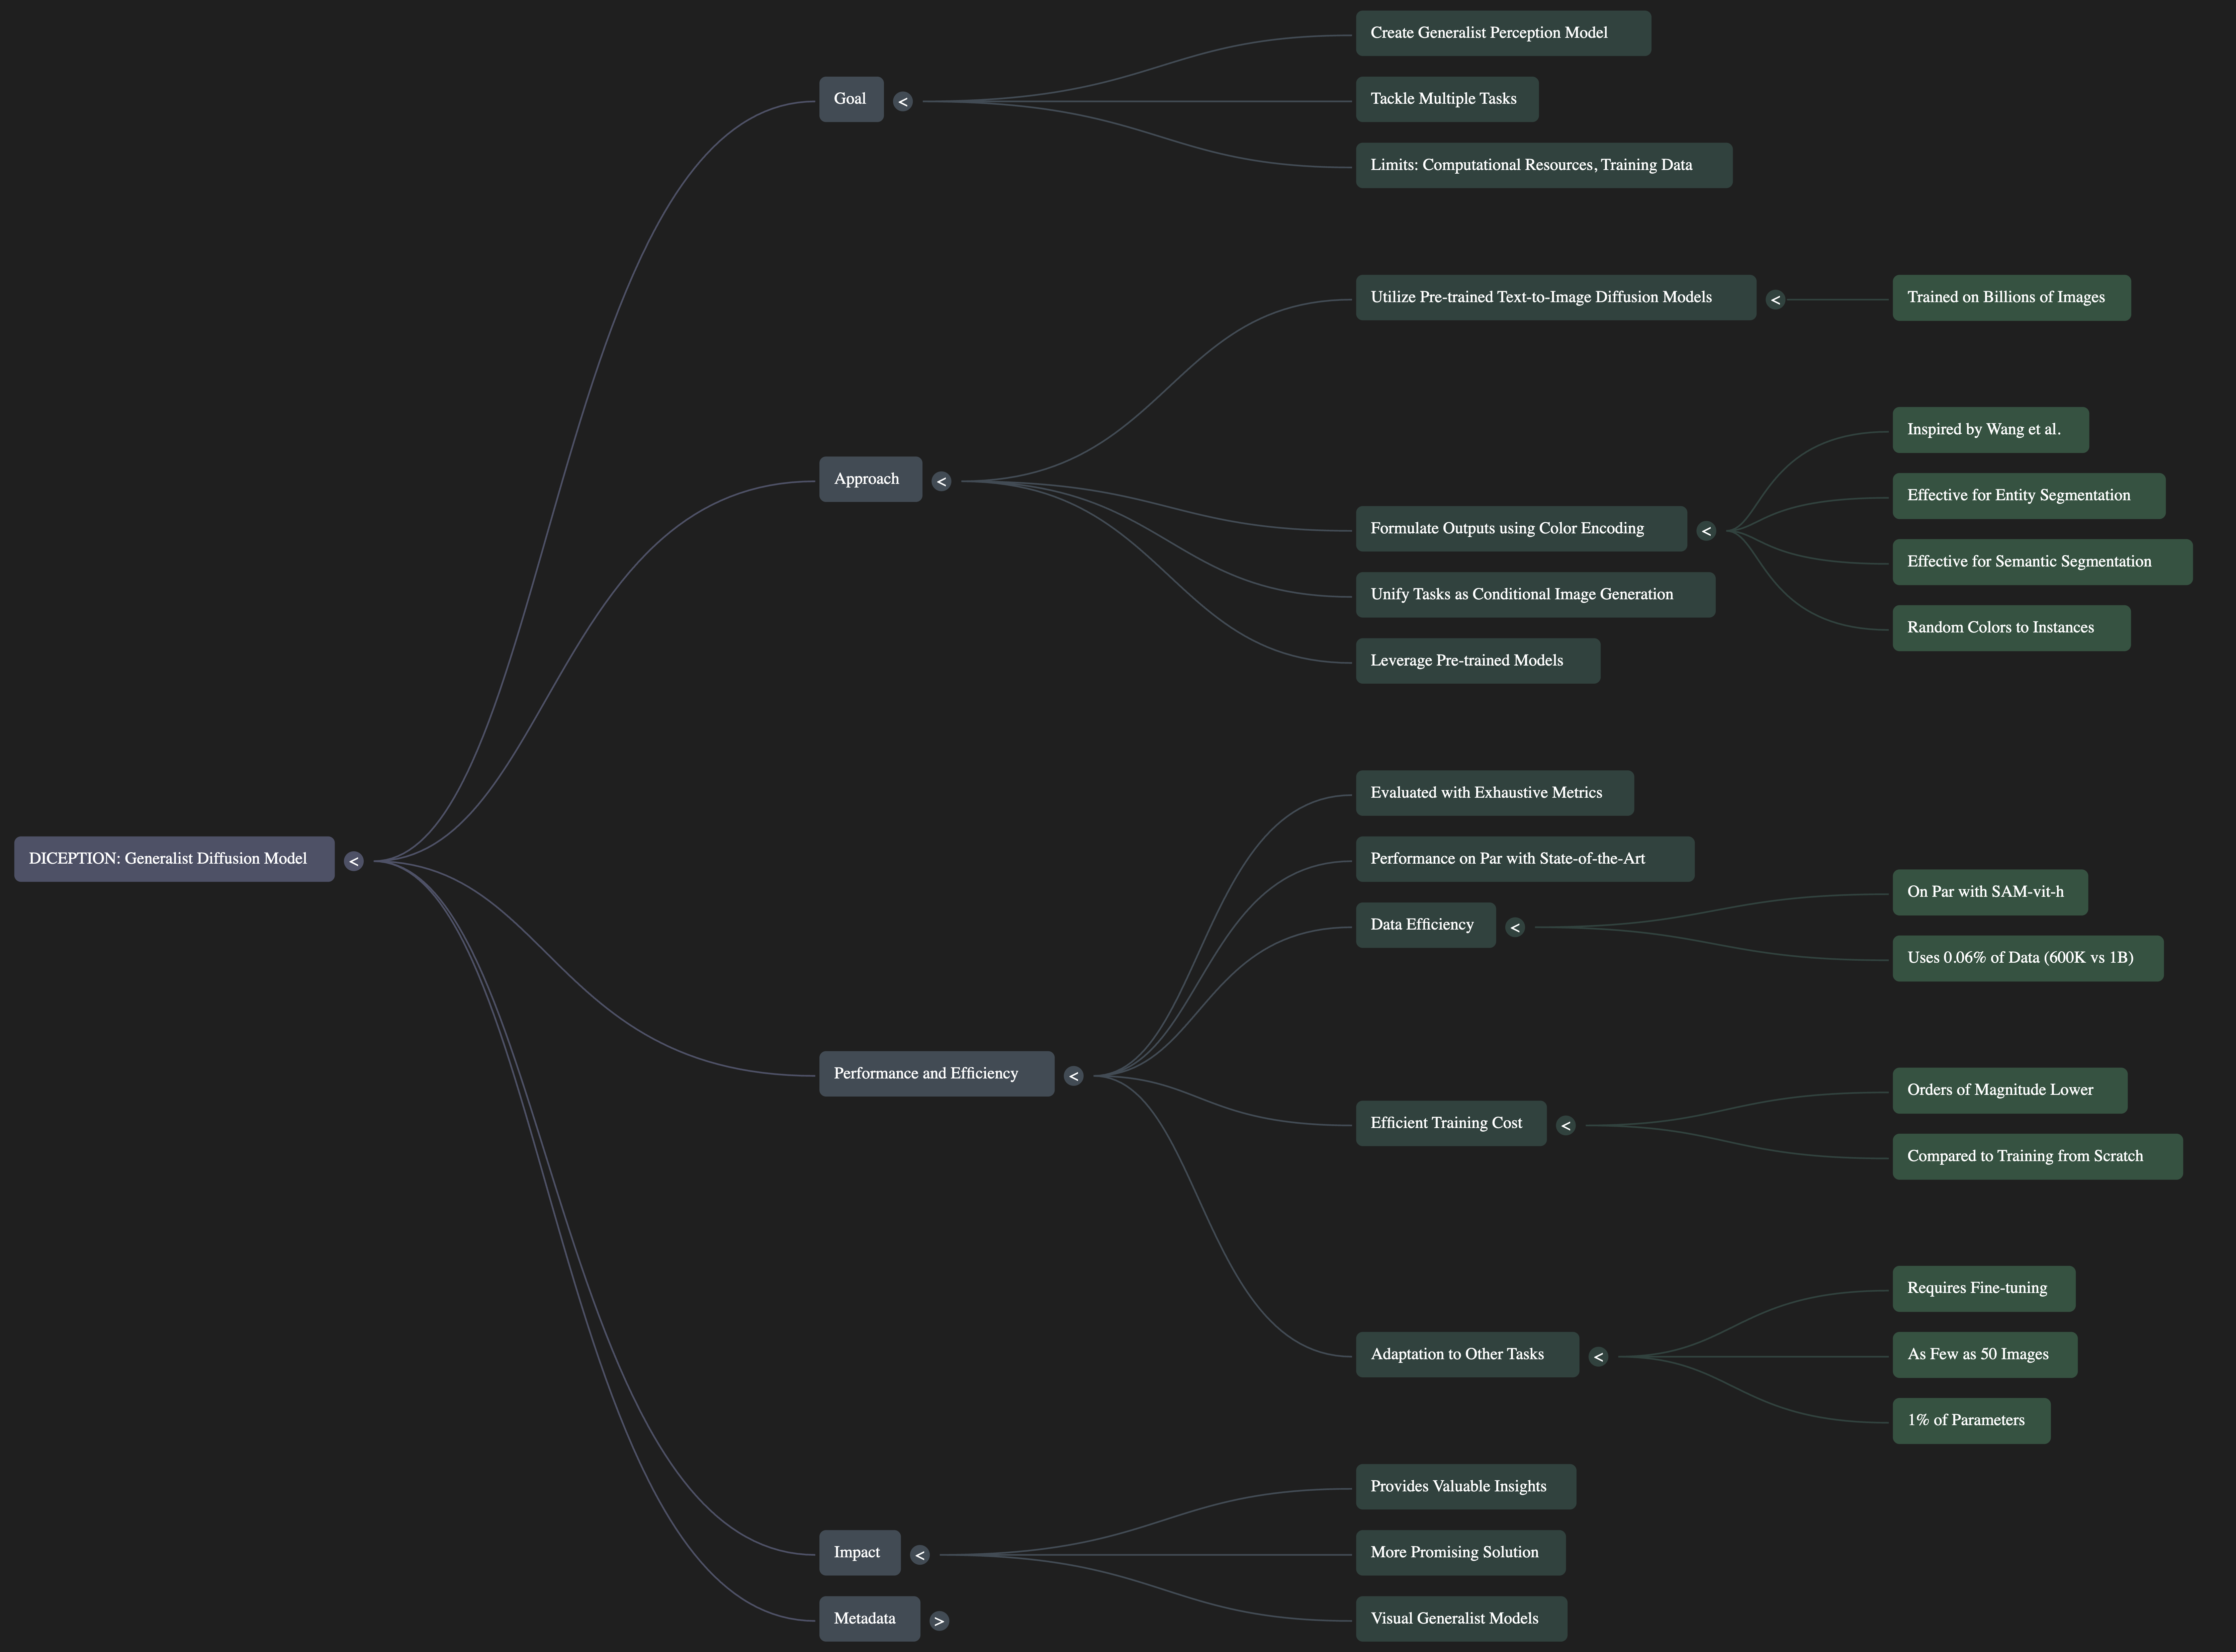 DICEPTION: Generalist Diffusion Model
<
Goal
<
Create Generalist Perception Model
Tackle Multiple Tasks
Limits: Computational Resources, Training Data
Approach
<
Utilize Pre-trained Text-to-Image Diffusion Models
<
Trained on Billions of Images
Formulate Outputs using Color Encoding
<
Inspired by Wang et al.
Effective for Entity Segmentation
Effective for Semantic Segmentation
Random Colors to Instances
Unify Tasks as Conditional Image Generation
Leverage Pre-trained Models
Performance and Efficiency
<
Evaluated with Exhaustive Metrics
Performance on Par with State-of-the-Art
Data Efficiency
<
On Par with SAM-vit-h
Uses 0.06% of Data (600K vs 1B)
Efficient Training Cost
<
Orders of Magnitude Lower
Compared to Training from Scratch
Adaptation to Other Tasks
<
Requires Fine-tuning
As Few as 50 Images
1% of Parameters
Impact
<
Provides Valuable Insights
More Promising Solution
Visual Generalist Models
Metadata
>